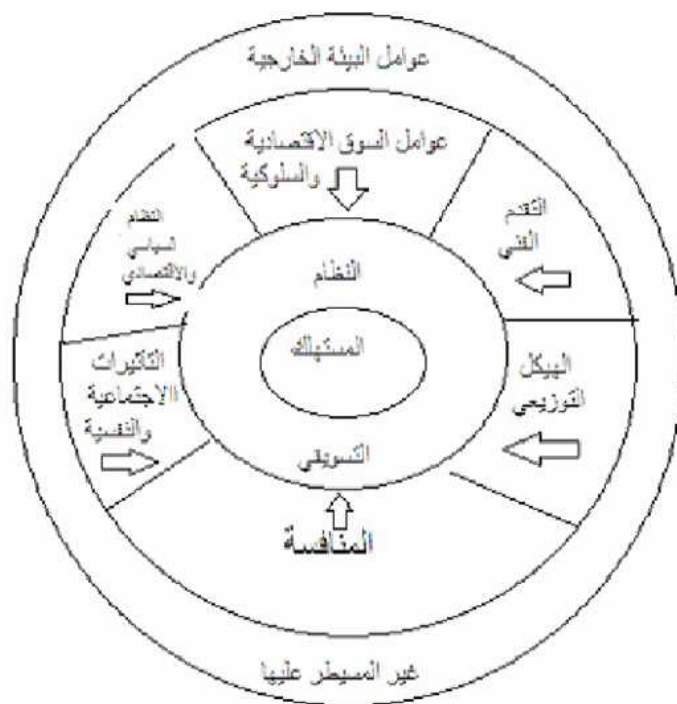 عوامل البيئة الخارجية
عوامل السوق الاقتصادية
والسلوكية
التقدم
الفني
النظام
السياسي
والاقتصادي
النظام
المستهلك
الهيكل
التوزيعي
التأثيرات
الاجتماعية
والنفسية
التسويقي
المنافسة
غير المسيطر عليها